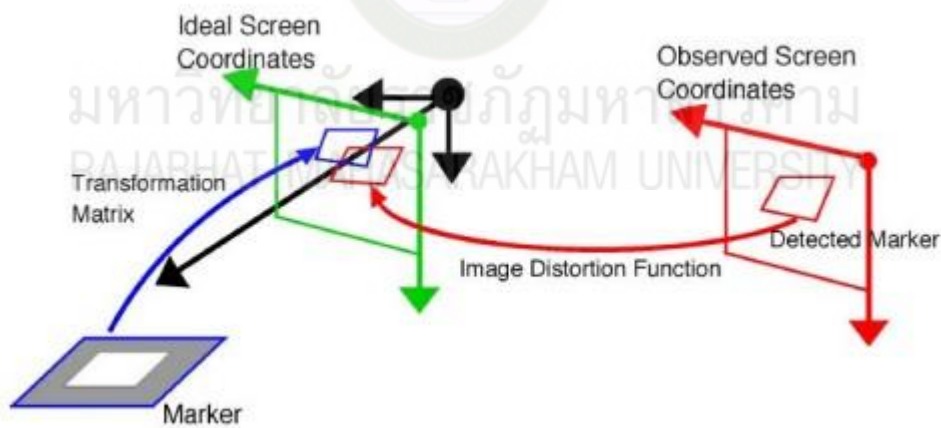 Ideal Screen
Coordinates
Observed Screen
Coordinates
มหาวิทยาลัยราชภัฏมหาสารคาม
RAJABHAT MAHASARAKHAM UNIVERSITY
Transformation
Matrix
Detected Marker
Image Distortion Function
Marker